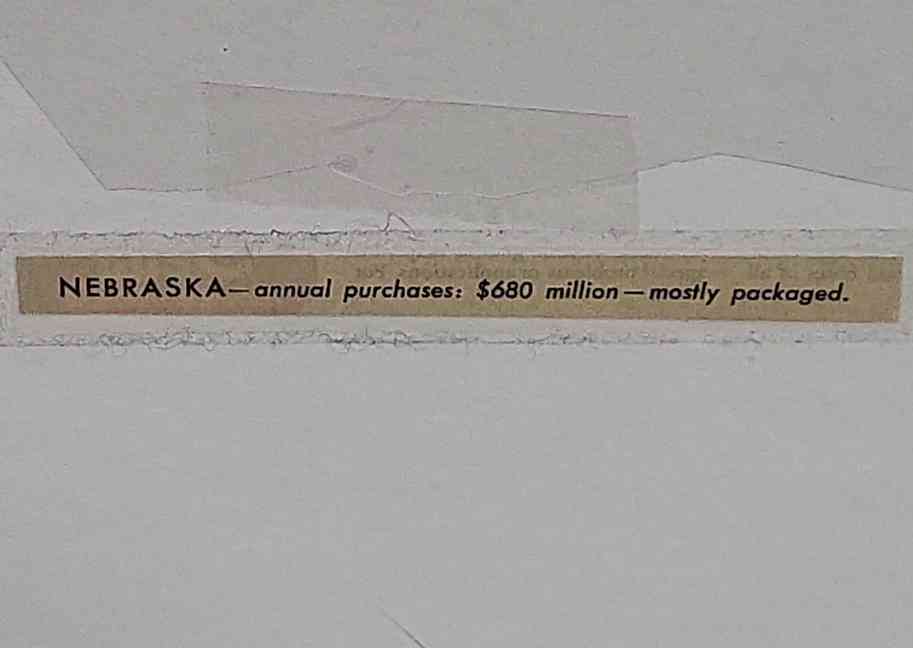 NEBRASKA—annual purchases: $680 million—mostly packaged.